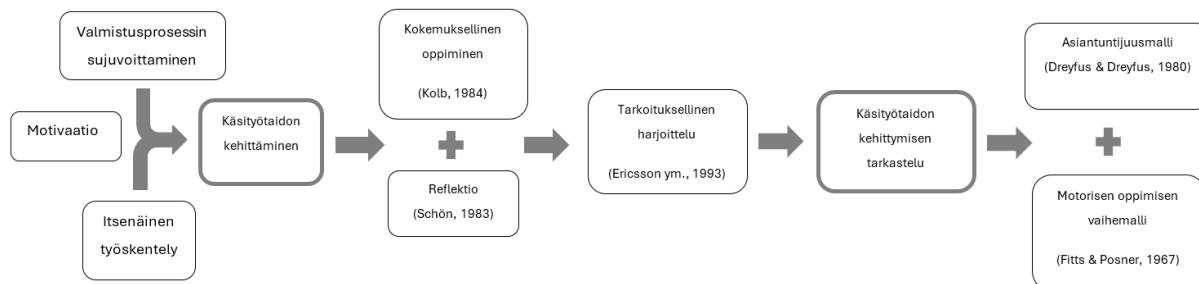 Valmistusprosessin
sujuvoittaminen
Motivaatio
Itsenäinen
työskentely
Käsityötaidon
kehittäminen
Kokemuksellinen
oppiminen
(Kolb, 1984)
Reflektio
(Schön, 1983)
Tarkoituksellinen
harjoittelu
(Ericsson ym., 1993)
Käsityötaidon
kehittymisen
tarkastelu
Asiantuntijuusmalli
(Dreyfus & Dreyfus, 1980)
Motorisen oppimisen
vaihemalli
(Fitts & Posner, 1967)